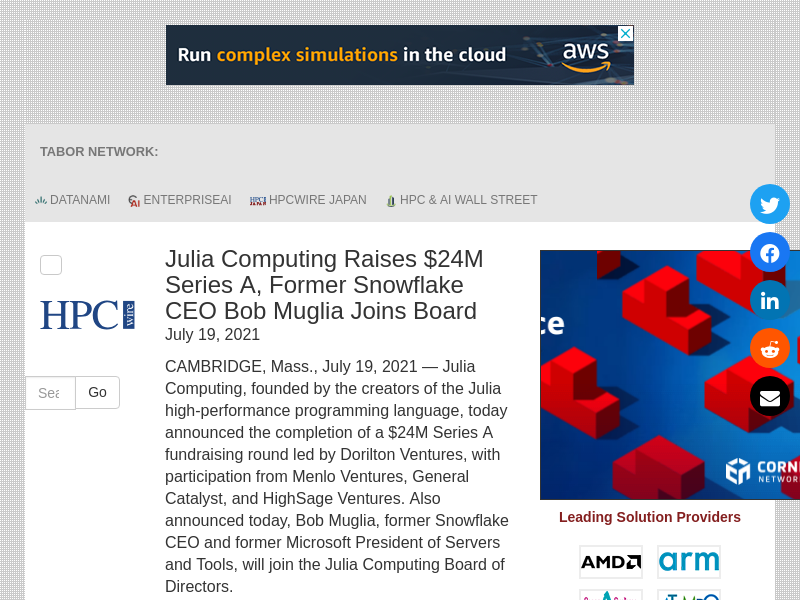 Run complex simulations in the cloud
aws
TABOR NETWORK:
DATANAMI
ENTERPRISEAI
HPCWIRE JAPAN
HPC & AI WALL STREET
HPC wire
Sea
Go
Julia Computing Raises $24M
Series A, Former Snowflake
CEO Bob Muglia Joins Board
July 19, 2021
CAMBRIDGE, Mass., July 19, 2021 — Julia
Computing, founded by the creators of the Julia
high-performance programming language, today
announced the completion of a $24M Series A
fundraising round led by Dorilton Ventures, with
participation from Menlo Ventures, General
Catalyst, and HighSage Ventures. Also
announced today, Bob Muglia, former Snowflake
CEO and former Microsoft President of Servers
and Tools, will join the Julia Computing Board of
Directors.
ce
in
CORN
NETWOR
Leading Solution Providers
AMD
arm